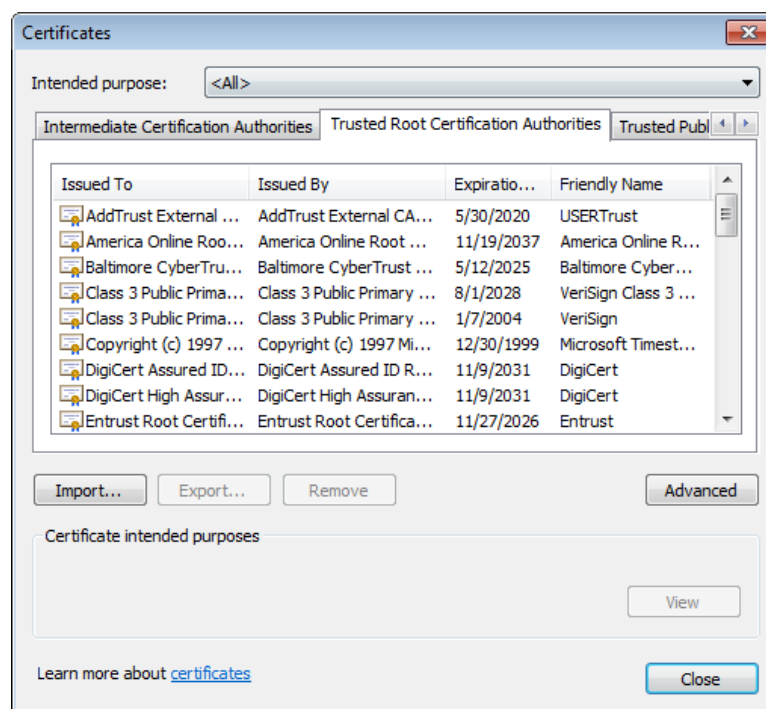 Certificates
Intended purpose: <All>
Intermediate Certification Authorities Trusted Root Certification Authorities Trusted Publ
Issued To Issued By Expiratio... Friendly Name
AddTrust External ... AddTrust External CA... 5/30/2020 USERTrust
America Online Roo... America Online Root ... 11/19/2037 America Online R...
Baltimore CyberTru... Baltimore CyberTrust ... 5/12/2025 Baltimore Cyber...
Class 3 Public Prima... Class 3 Public Primary ... 8/1/2028 VeriSign Class 3 ...
Class 3 Public Prima... Class 3 Public Primary ... 1/7/2004 VeriSign
Copyright (c) 1997 ... Copyright (c) 1997 Mi... 12/30/1999 Microsoft Timest...
DigiCert Assured ID... DigiCert Assured ID R... 11/9/2031 DigiCert
DigiCert High Assur... DigiCert High Assuran... 11/9/2031 DigiCert
Entrust Root Certifi... Entrust Root Certifica... 11/27/2026 Entrust
Import... Export... Remove Advanced
Certificate intended purposes
View
Learn more about certificates
Close